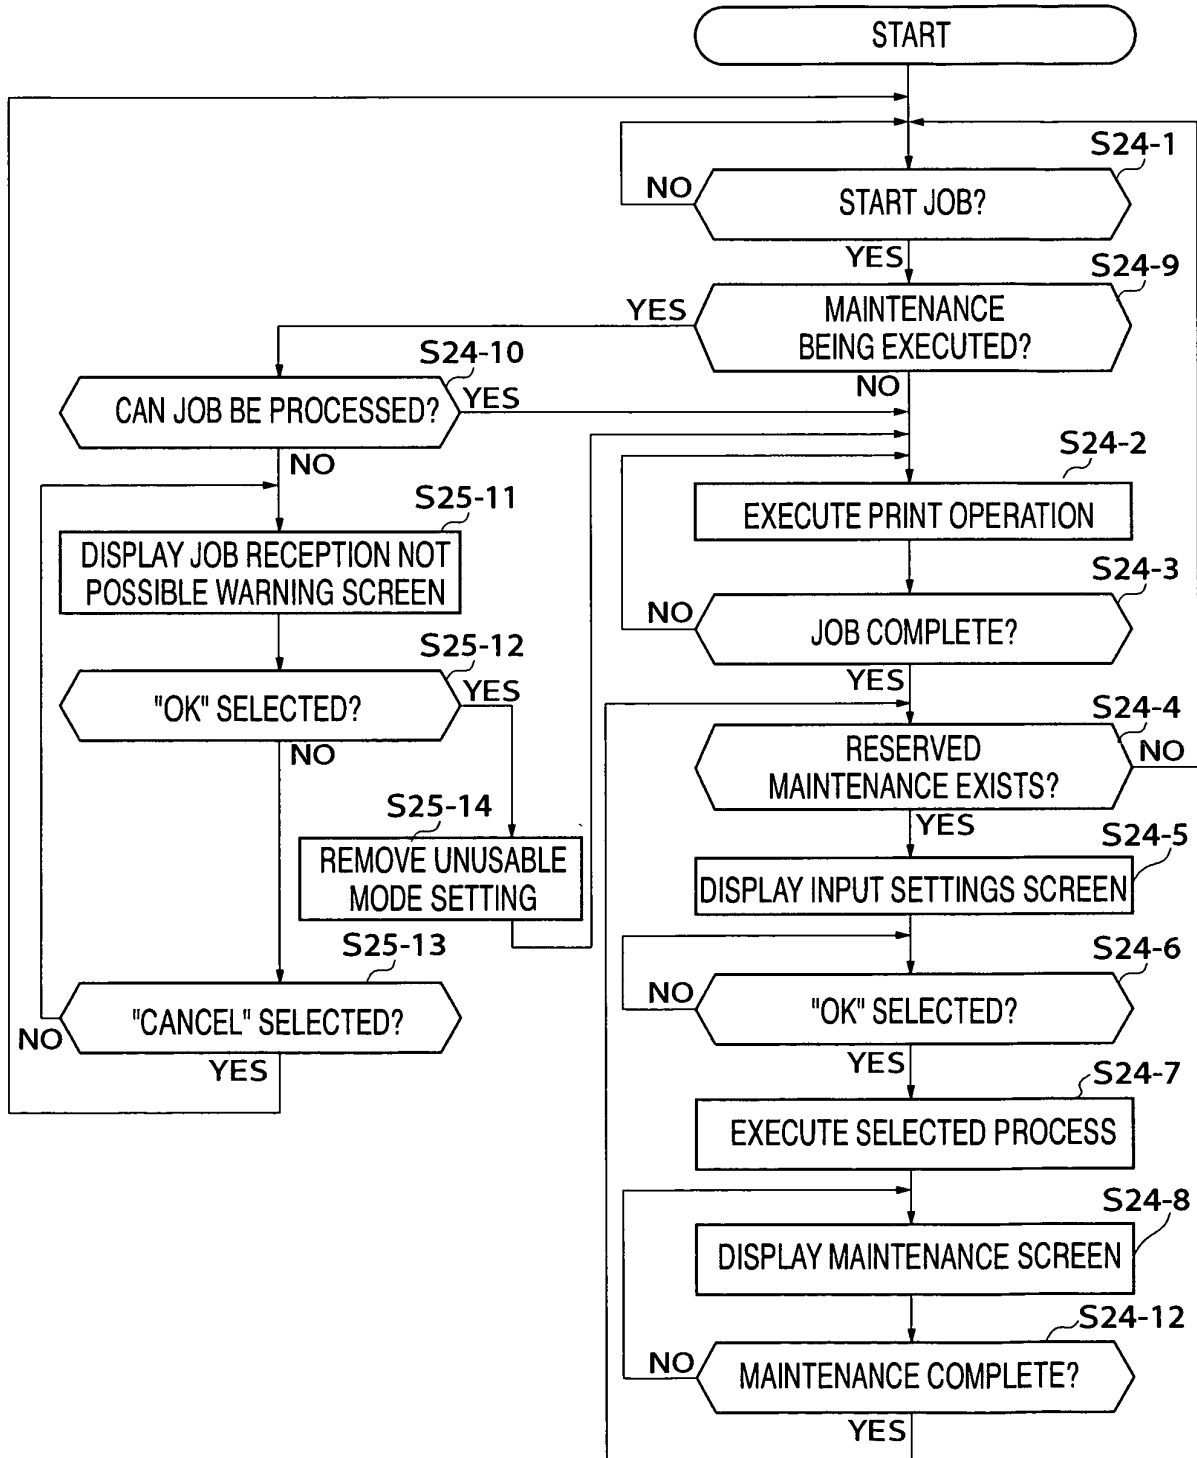 START
S24-1
NO
START JOB?
YES
S24-9
YES
MAINTENANCE
BEING EXECUTED?
S24-10
NO
CAN JOB BE PROCESSED?
YES
NO
S24-2
EXECUTE PRINT OPERATION
S25-11
DISPLAY JOB RECEPTION NOT
POSSIBLE WARNING SCREEN
S24-3
NO
JOB COMPLETE?
YES
S25-12
"OK" SELECTED?
YES
NO
S24-4
RESERVED
MAINTENANCE EXISTS?
NO
YES
S25-14
REMOVE UNUSABLE
MODE SETTING
S24-5
DISPLAY INPUT SETTINGS SCREEN
S25-13
"CANCEL" SELECTED?
NO
YES
S24-6
NO
"OK" SELECTED?
YES
S24-7
EXECUTE SELECTED PROCESS
S24-8
DISPLAY MAINTENANCE SCREEN
S24-12
NO
MAINTENANCE COMPLETE?
YES